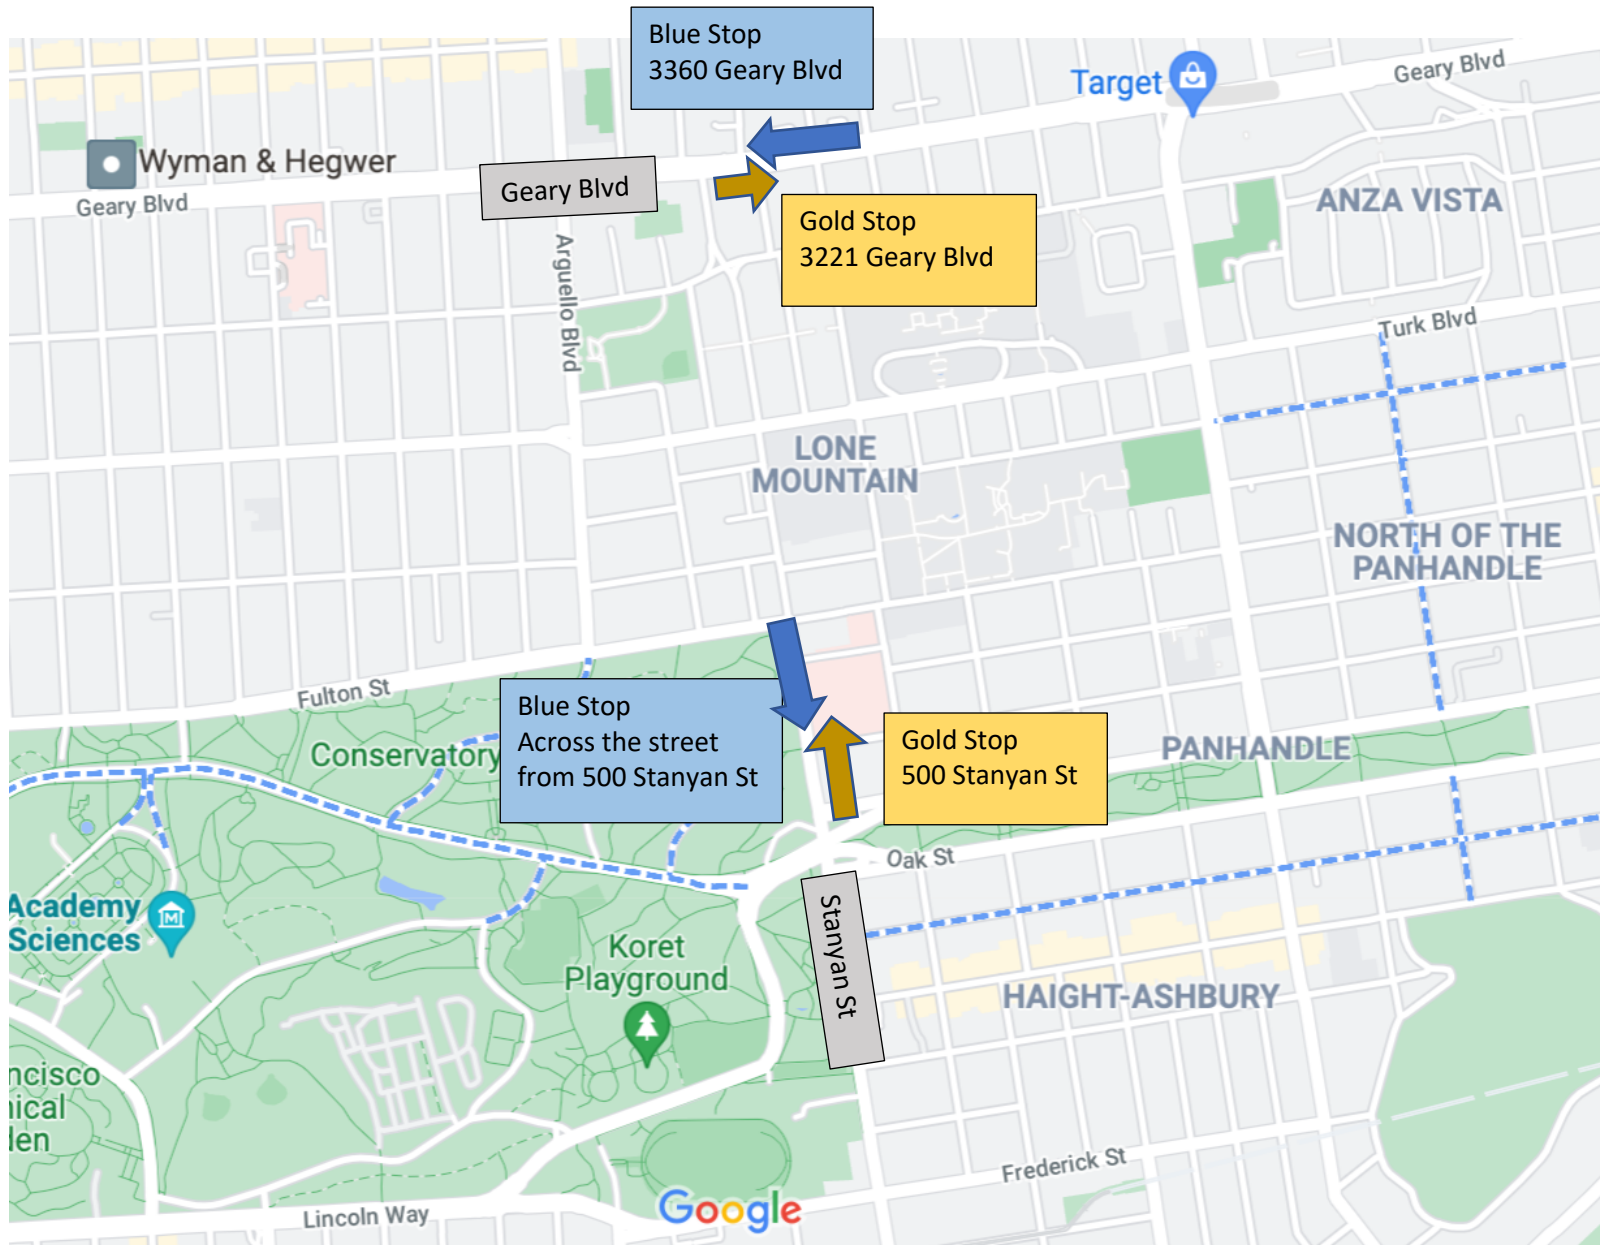 Blue Stop
3360 Geary Blvd
Target
Geary Blvd
Wyman & Hegwer
Geary Blvd
Geary Blvd
Gold Stop
3221 Geary Blvd
ANZA VISTA
Arguello Blvd
Turk Blvd
LONE
MOUNTAIN
NORTH OF THE
PANHANDLE
Fulton St
Blue Stop
Across the street
from 500 Stanyan St
Gold Stop
500 Stanyan St
Conservatory
PANHANDLE
Oak St
Academy
Sciences
Stanyan St
Koret
Playground
HAIGHT-ASHBURY
ncisco
nical
den
Frederick St
Lincoln Way
Google